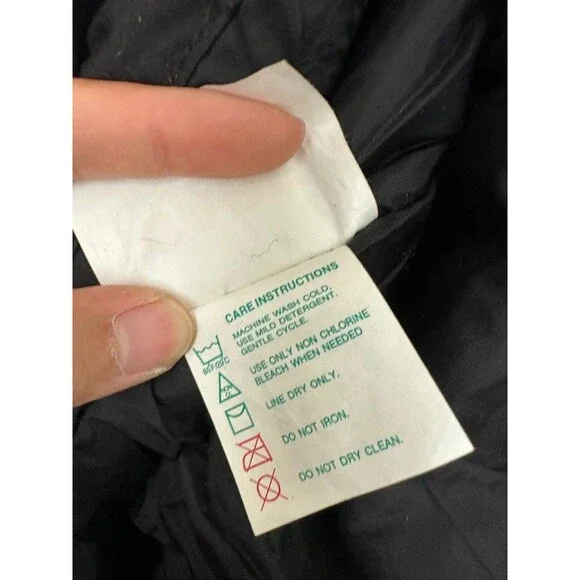 CARE INSTRUCTIONS
MACHINE WASH COLD,
USE MILD DETERGENT,
GENTLE CYCLE.
USE ONLY NON CHLORINE
BLEACH WHEN NEEDED
LINE DRY ONLY.
DO NOT IRON.
DO NOT DRY CLEAN.